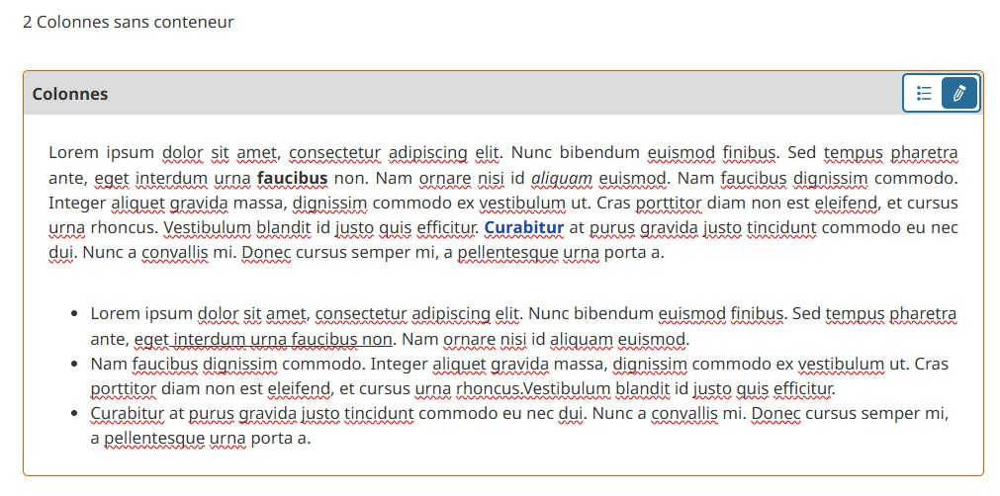 2 Colonnes sans conteneur
Colonnes
Lorem ipsum dolor sit amet, consectetur adipiscing elit. Nunc bibendum euismod finibus. Sed tempus pharetra
ante, eget interdum urna faucibus non. Nam ornare nisi id aliquam euismod. Nam faucibus dignissim commodo.
Integer aliquet gravida massa, dignissim commodo ex vestibulum ut. Cras porttitor diam non est eleifend, et cursus
urna rhoncus. Vestibulum blandit id justo quis efficitur. Curabitur at purus gravida justo tincidunt commodo eu nec
dui. Nunc a convallis mi. Donec cursus semper mi, a pellentesque urna porta a.
• Lorem ipsum dolor sit amet, consectetur adipiscing elit. Nunc bibendum euismod finibus. Sed tempus pharetra
ante, eget interdum urna faucibus non. Nam ornare nisi id aliquam euismod.
• Nam faucibus dignissim commodo. Integer aliquet gravida massa, dignissim commodo ex vestibulum ut. Cras
porttitor diam non est eleifend, et cursus urna rhoncus.Vestibulum blandit id justo quis efficitur.
• Curabitur at purus gravida justo tincidunt commodo eu nec dui. Nunc a convallis mi. Donec cursus semper mi,
a pellentesque urna porta a.